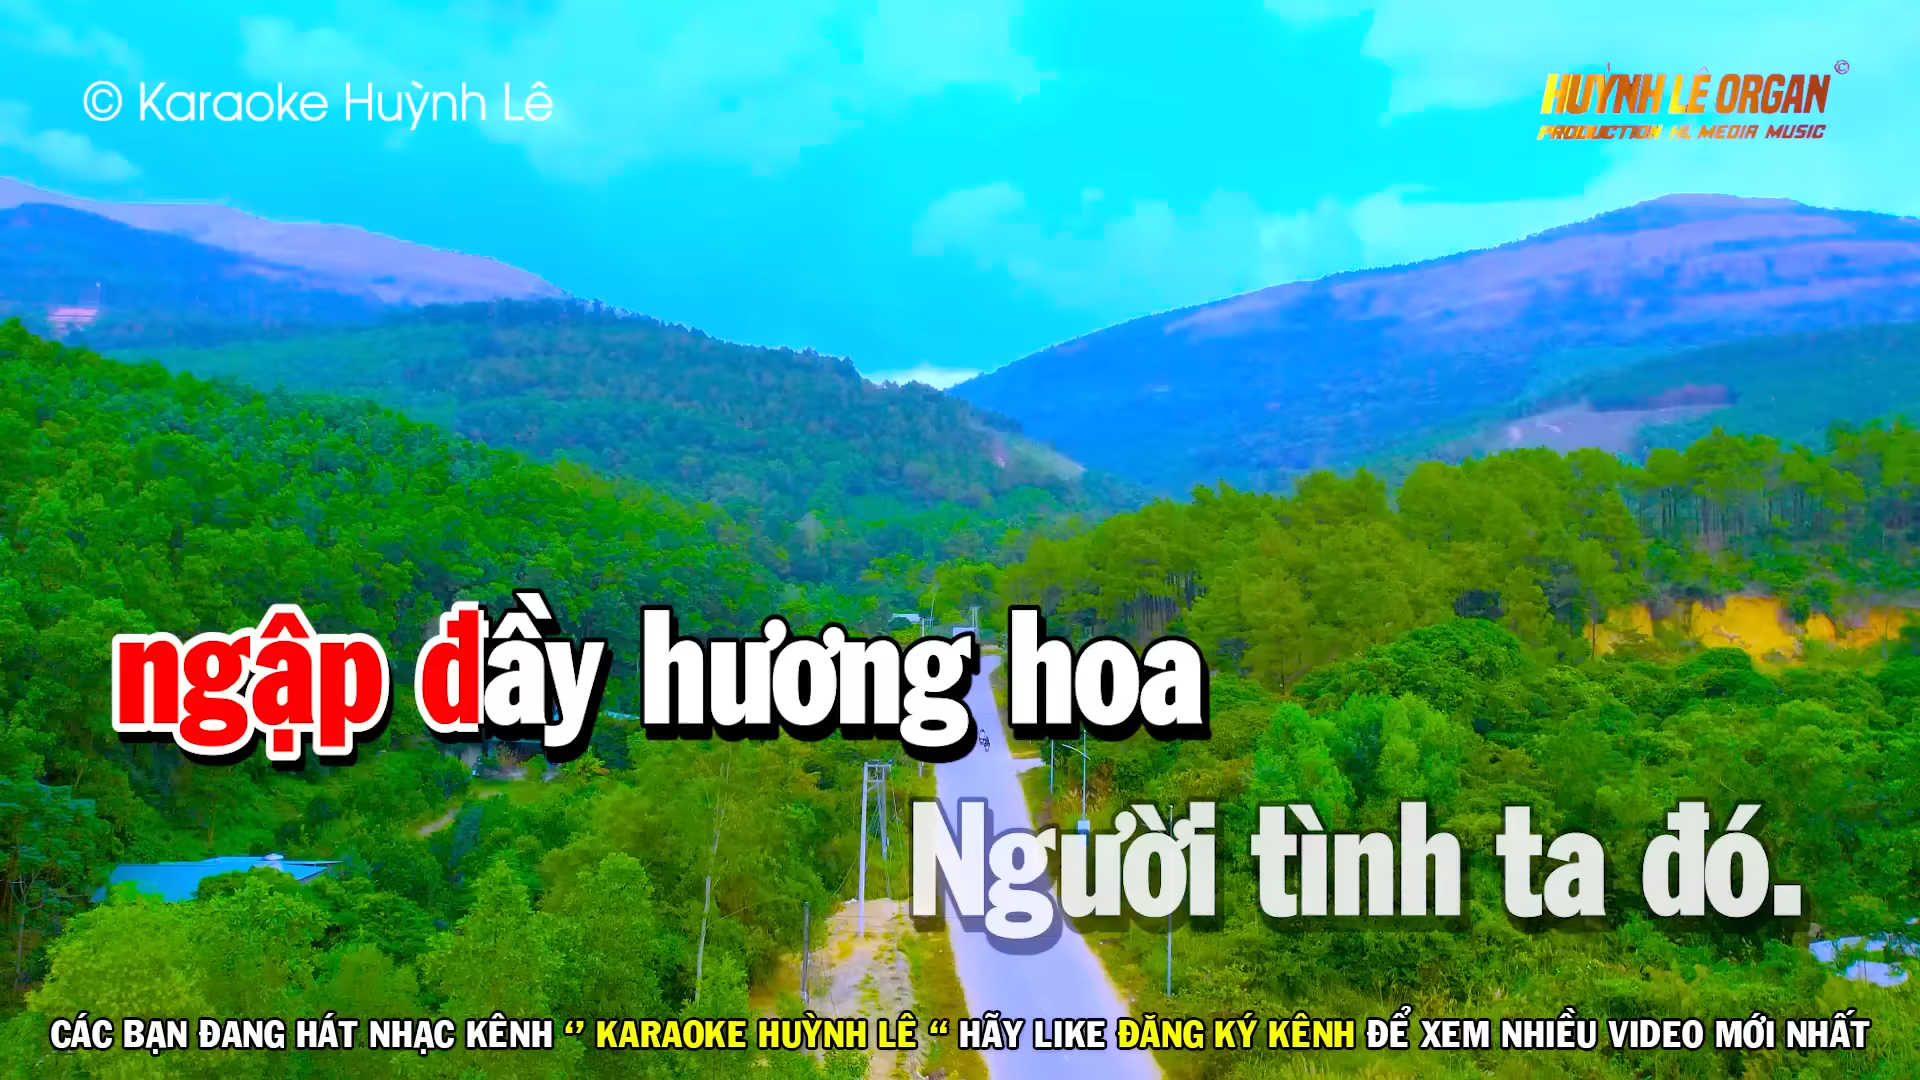 © Karaoke Huỳnh Lê
HUỲNH LÊ ORGAN ©
PRODUCTION HL MEDIA MUSIC
ngập đầy hương hoa
Người tình ta đó.
CÁC BẠN ĐANG HÁT NHẠC KÊNH ‘’ KARAOKE HUỲNH LÊ “ HÃY LIKE ĐĂNG KÝ KÊNH ĐỂ XEM NHIỀU VIDEO MỚI NHẤT